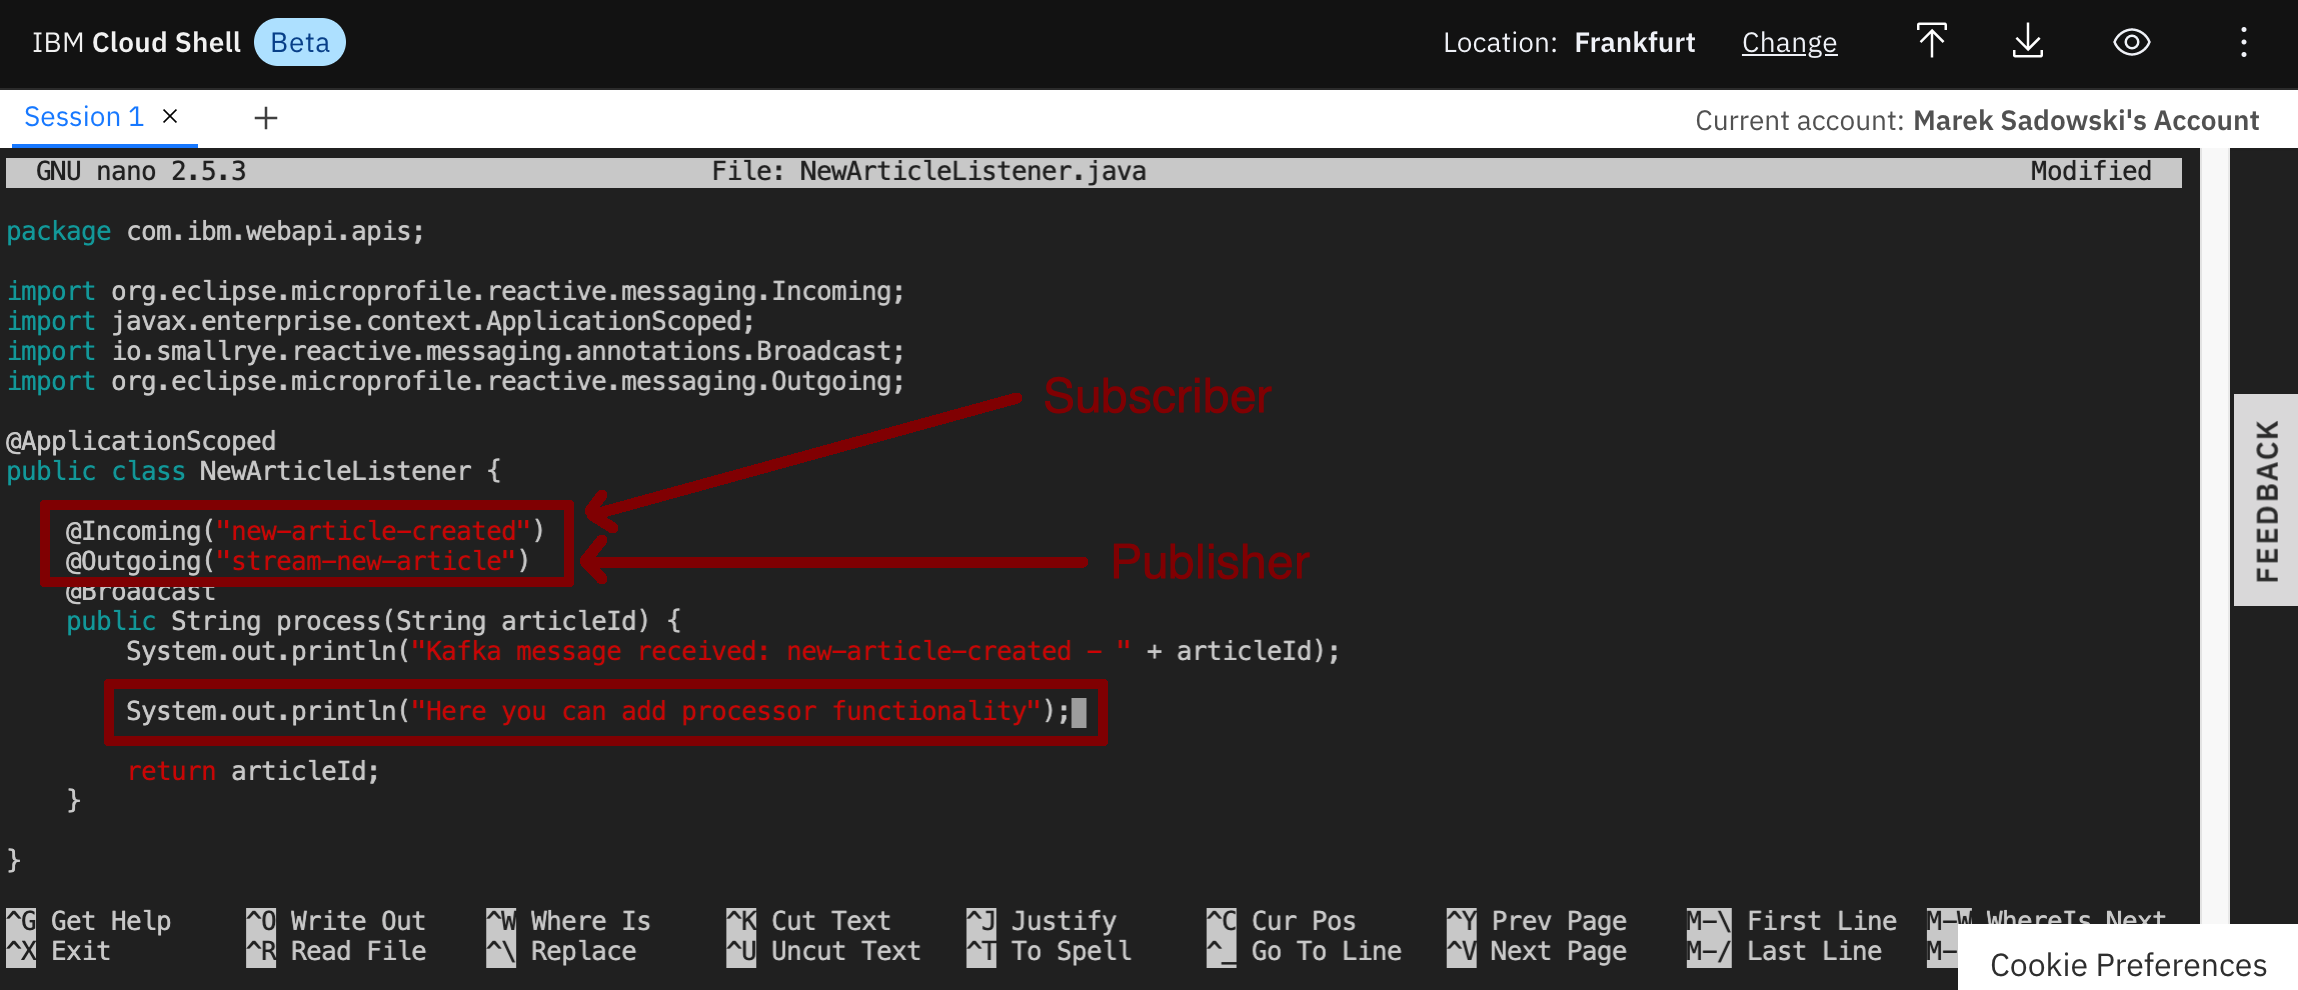 IBM Cloud Shell Beta Location: Frankfurt Change
Session 1 × + Current account: Marek Sadowski's Account
GNU nano 2.5.3 File: NewArticleListener.java Modified
package com.ibm.webapi.apis;
import org.eclipse.microprofile.reactive.messaging.Incoming;
import javax.enterprise.context.ApplicationScoped;
import io.smallrye.reactive.messaging.annotations.Broadcast;
import org.eclipse.microprofile.reactive.messaging.Outgoing;
Subscriber
@ApplicationScoped
public class NewArticleListener {
@Incoming("new-article-created")
@Outgoing("stream-new-article")
Publisher
@Broadcast
public String process(String articleId) {
System.out.println("Kafka message received: new-article-created - " + articleId);
System.out.println("Here you can add processor functionality");
return articleId;
}
}
FEEDBACK
^G Get Help ^O Write Out ^W Where Is ^K Cut Text ^J Justify ^C Cur Pos ^Y Prev Page M-\ First Line M-W WhereIs Next
^X Exit ^R Read File ^\ Replace ^U Uncut Text ^T To Spell ^_ Go To Line ^V Next Page M-/ Last Line M-
Cookie Preferences